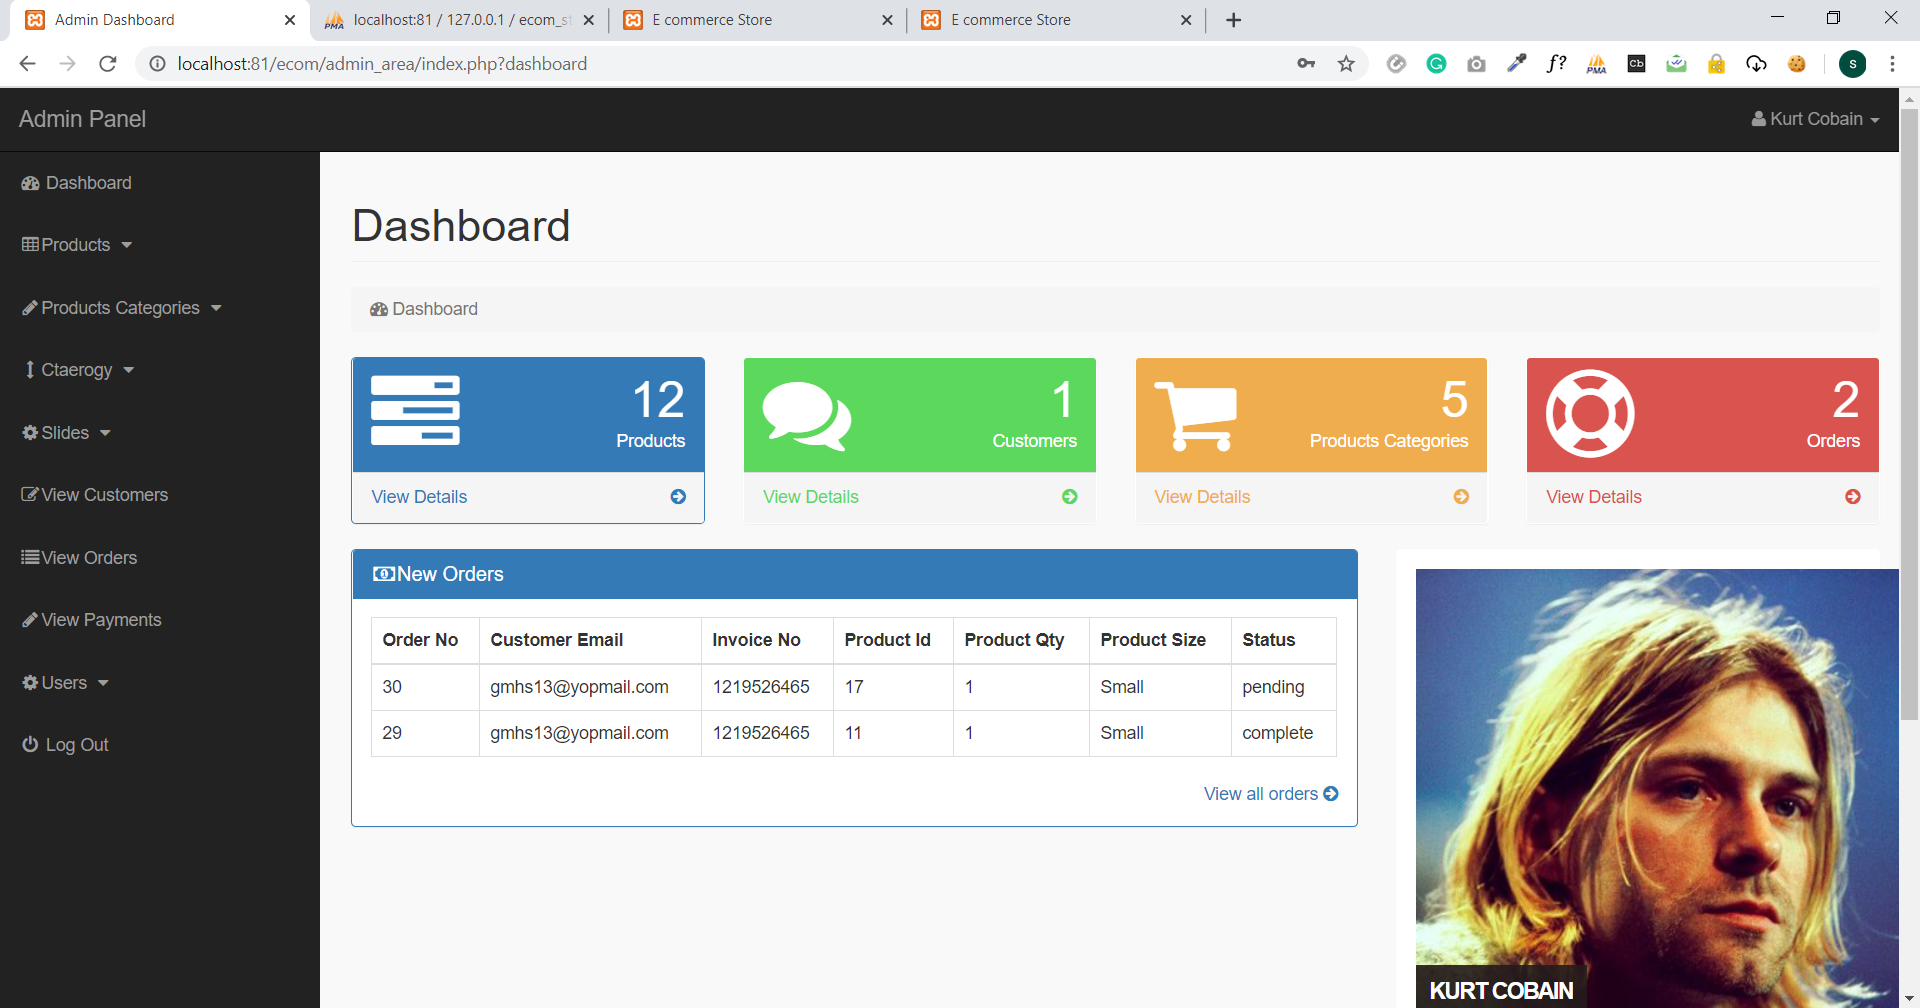 Admin Dashboard
localhost:81 / 127.0.0.1 / ecom_st
E commerce Store
E commerce Store
localhost:81/ecom/admin_area/index.php?dashboard
f?
PMA
Cb
S
Admin Panel
Kurt Cobain
Dashboard
Products
Products Categories
Ctaerogy
Slides
View Customers
View Orders
View Payments
Users
Log Out
Dashboard
Dashboard
12
Products
View Details
1
Customers
View Details
5
Products Categories
View Details
2
Orders
View Details
New Orders
Order No Customer Email Invoice No Product Id Product Qty Product Size Status
30 gmhs13@yopmail.com 1219526465 17 1 Small pending
29 gmhs13@yopmail.com 1219526465 11 1 Small complete
View all orders
KURT COBAIN